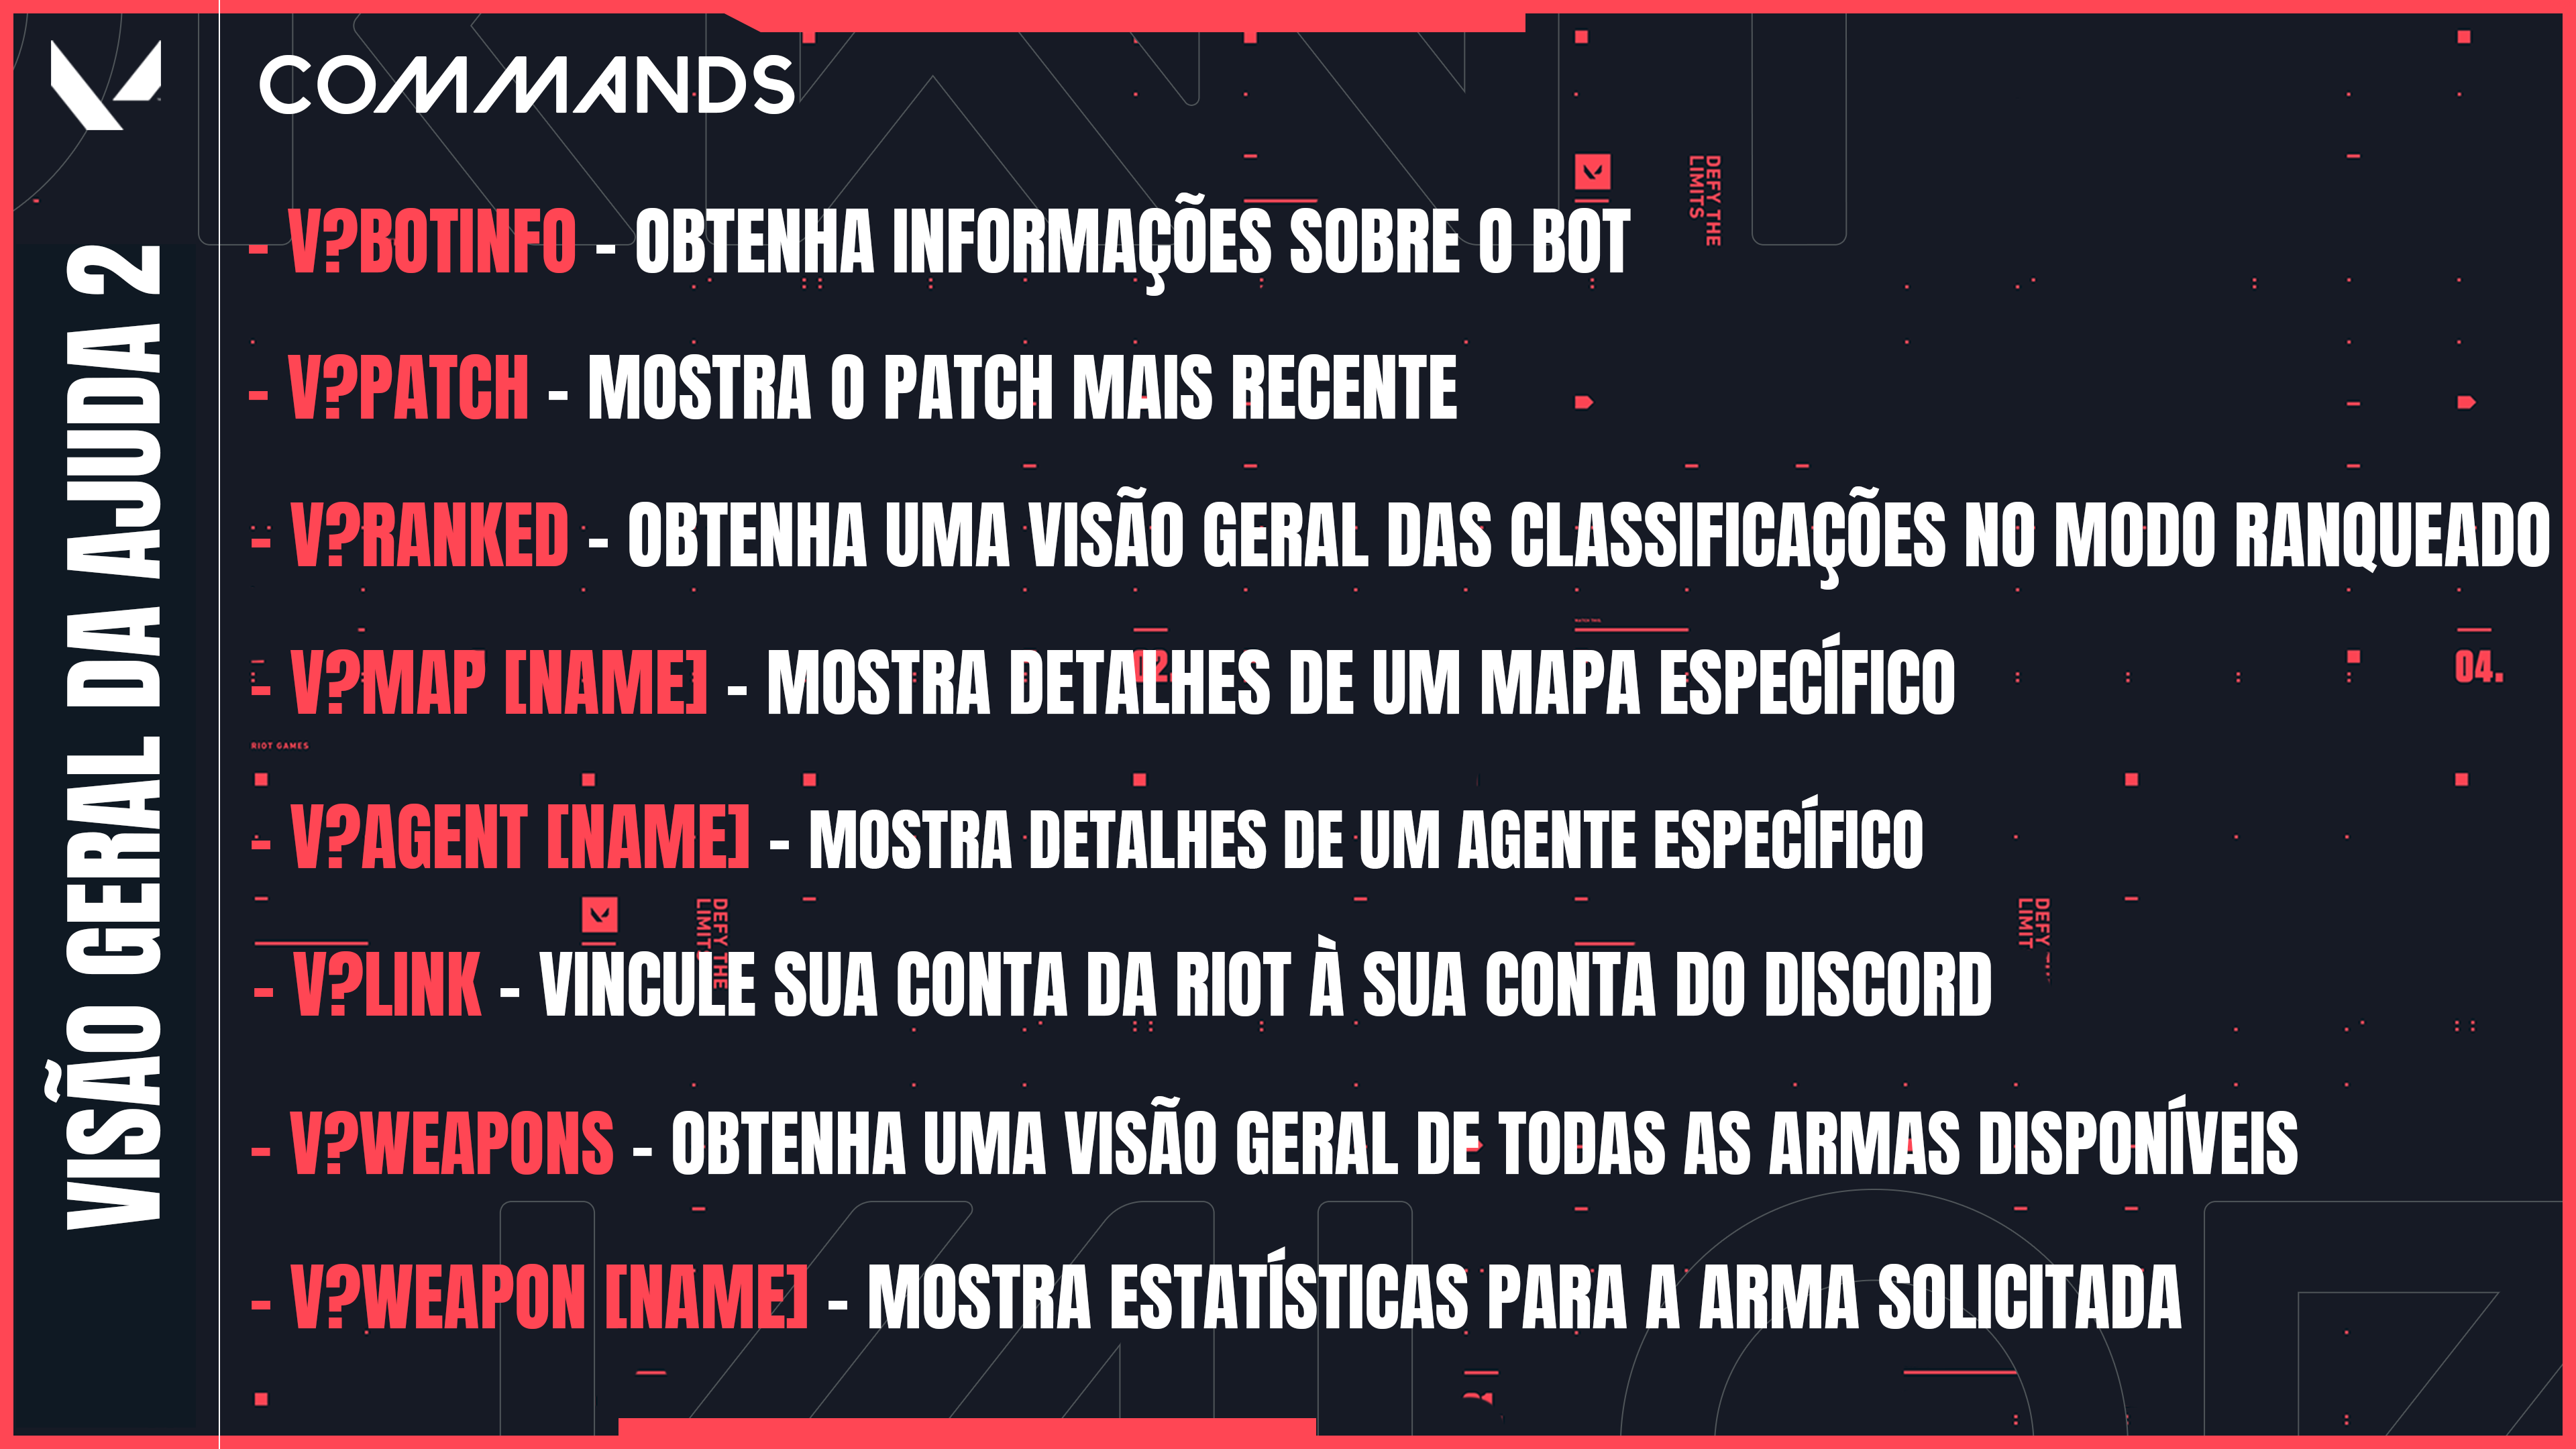 COMMANDS
VISÃO GERAL DA AJUDA 2
DEFY THE
LIMITS
- V?BOTINFO - OBTENHA INFORMAÇÕES SOBRE O BOT
- V?PATCH - MOSTRA O PATCH MAIS RECENTE
- V?RANKED - OBTENHA UMA VISÃO GERAL DAS CLASSIFICAÇÕES NO MODO RANQUEADO
- V?MAP [NAME] - MOSTRA DETALHES DE UM MAPA ESPECÍFICO
04.
RIOT GAMES
- V?AGENT [NAME] - MOSTRA DETALHES DE UM AGENTE ESPECÍFICO
DEFY THE
LIMIT
DEFY
LIMIT
- V?LINK - VINCULE SUA CONTA DA RIOT À SUA CONTA DO DISCORD
- V?WEAPONS - OBTENHA UMA VISÃO GERAL DE TODAS AS ARMAS DISPONÍVEIS
- V?WEAPON [NAME] - MOSTRA ESTATÍSTICAS PARA A ARMA SOLICITADA